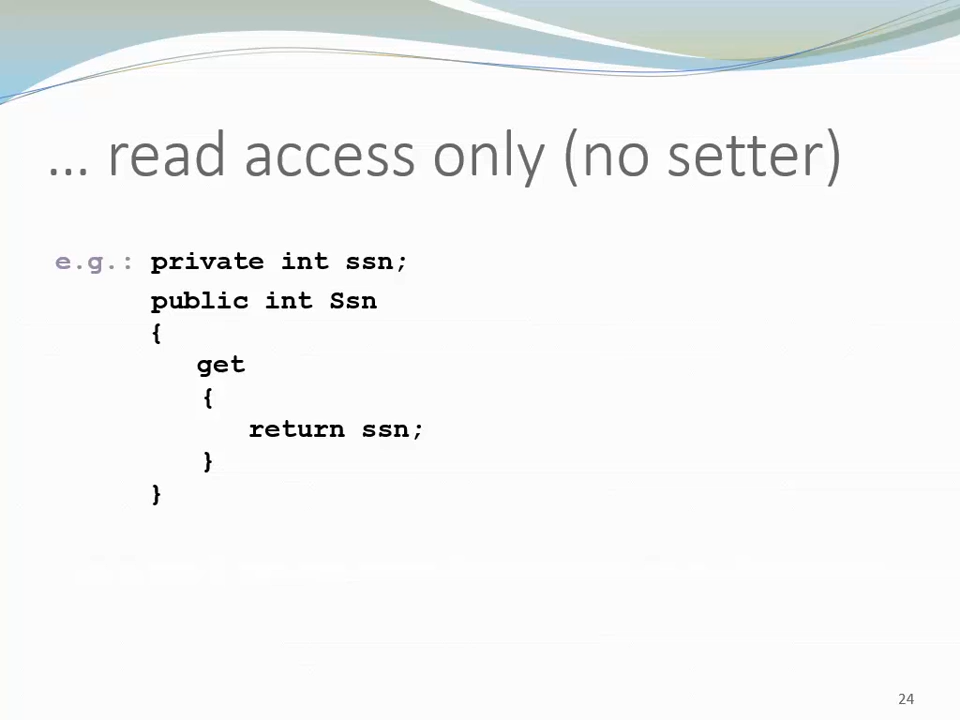 … read access only (no setter)
e.g.: private int ssn;
public int Ssn
{
get
{
return ssn;
}
}
24